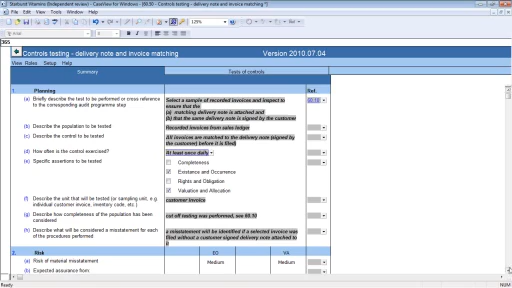 Starburst Vitamins (Independent review) - CaseView for Windows - [00.50 - Controls testing - delivery note and invoice matching *]
File Edit View Tools Window Help
125%
Arial
365
Controls testing - delivery note and invoice matching Version 2010.07.04
View Roles Setup Help
Summary Tests of controls
1. Planning Ref.
(a) Briefly describe the test to be performed or cross reference Select a sample of recorded invoices and inspect to
to the corresponding audit programme step ensure that the
(a) matching delivery note is attached and
(b) that the same delivery note is signed by the customer
(b) Describe the population to be tested Recorded invoices from sales ledger
(c) Describe the control to be tested All invoices are matched to the delivery note (signed by
the customer) before it is filed)
(d) How often is the control exercised? At least once daily
(e) Specific assertions to be tested Completeness
Existence and Occurrence
Rights and Obligation
Valuation and Allocation
(f) Describe the unit that will be tested (or sampling unit, e.g. customer invoice
individual customer invoice, inventory code, etc.)
(g) Describe how completeness of the population has been cut off testing was performed, see
considered
(h) Describe what will be considered a misstatement for each a misstatement will be identified if a selected invoice was
of the procedures performed filed without a customer signed delivery note attached to
it
2. Risk EO VA
(a) Risk of material misstatement Medium Medium
(b) Expected assurance from:
Ready NUM